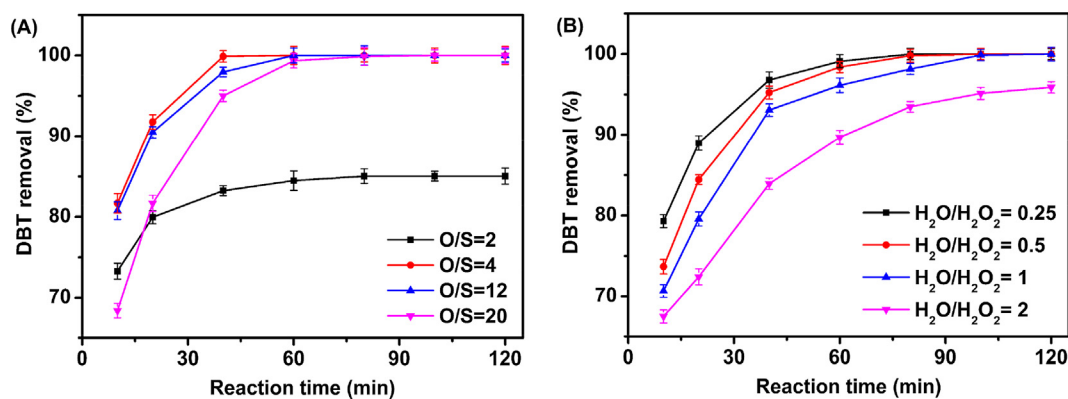 (A)
100
90
80
70
DBT removal (%)
0
30
60
90
120
Reaction time (min)
O/S=2
O/S=4
O/S=12
O/S=20
(B)
100
90
80
70
DBT removal (%)
0
30
60
90
120
Reaction time (min)
H₂O/H₂O₂= 0.25
H₂O/H₂O₂= 0.5
H₂O/H₂O₂= 1
H₂O/H₂O₂= 2